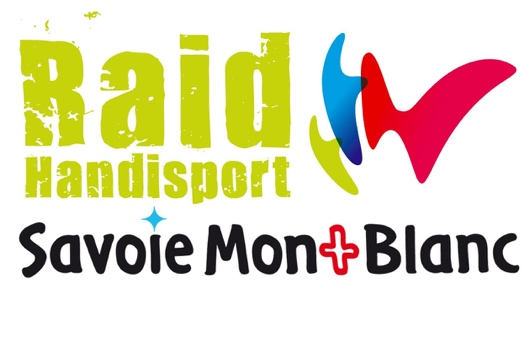 Raid
Handisport
Savoie Mont Blanc